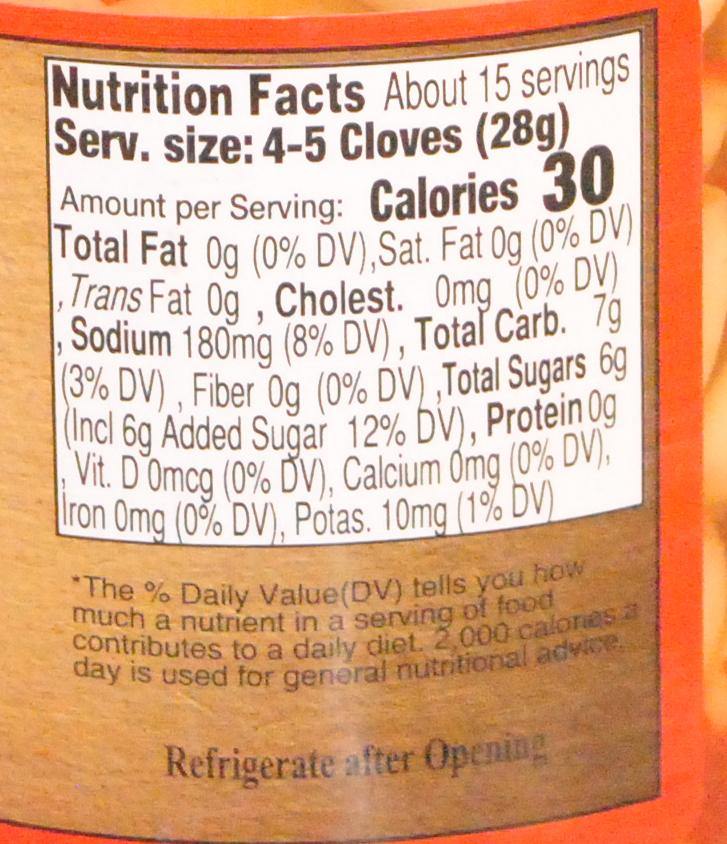 Nutrition Facts About 15 servings
Serv. size: 4-5 Cloves (28g)
Amount per Serving: Calories 30
Total Fat 0g (0% DV), Sat. Fat 0g (0% DV)
, Trans Fat 0g , Cholest. 0mg (0% DV)
, Sodium 180mg (8% DV) , Total Carb. 7g
(3% DV) , Fiber 0g (0% DV) ,Total Sugars 6g
(Incl 6g Added Sugar 12% DV), Protein 0g
, Vit. D 0mcg (0% DV), Calcium 0mg (0% DV),
Iron 0mg (0% DV), Potas. 10mg (1% DV)
*The % Daily Value(DV) tells you how
much a nutrient in a serving of food
contributes to a daily diet. 2,000 calories a
day is used for general nutritional advice.
Refrigerate after Opening